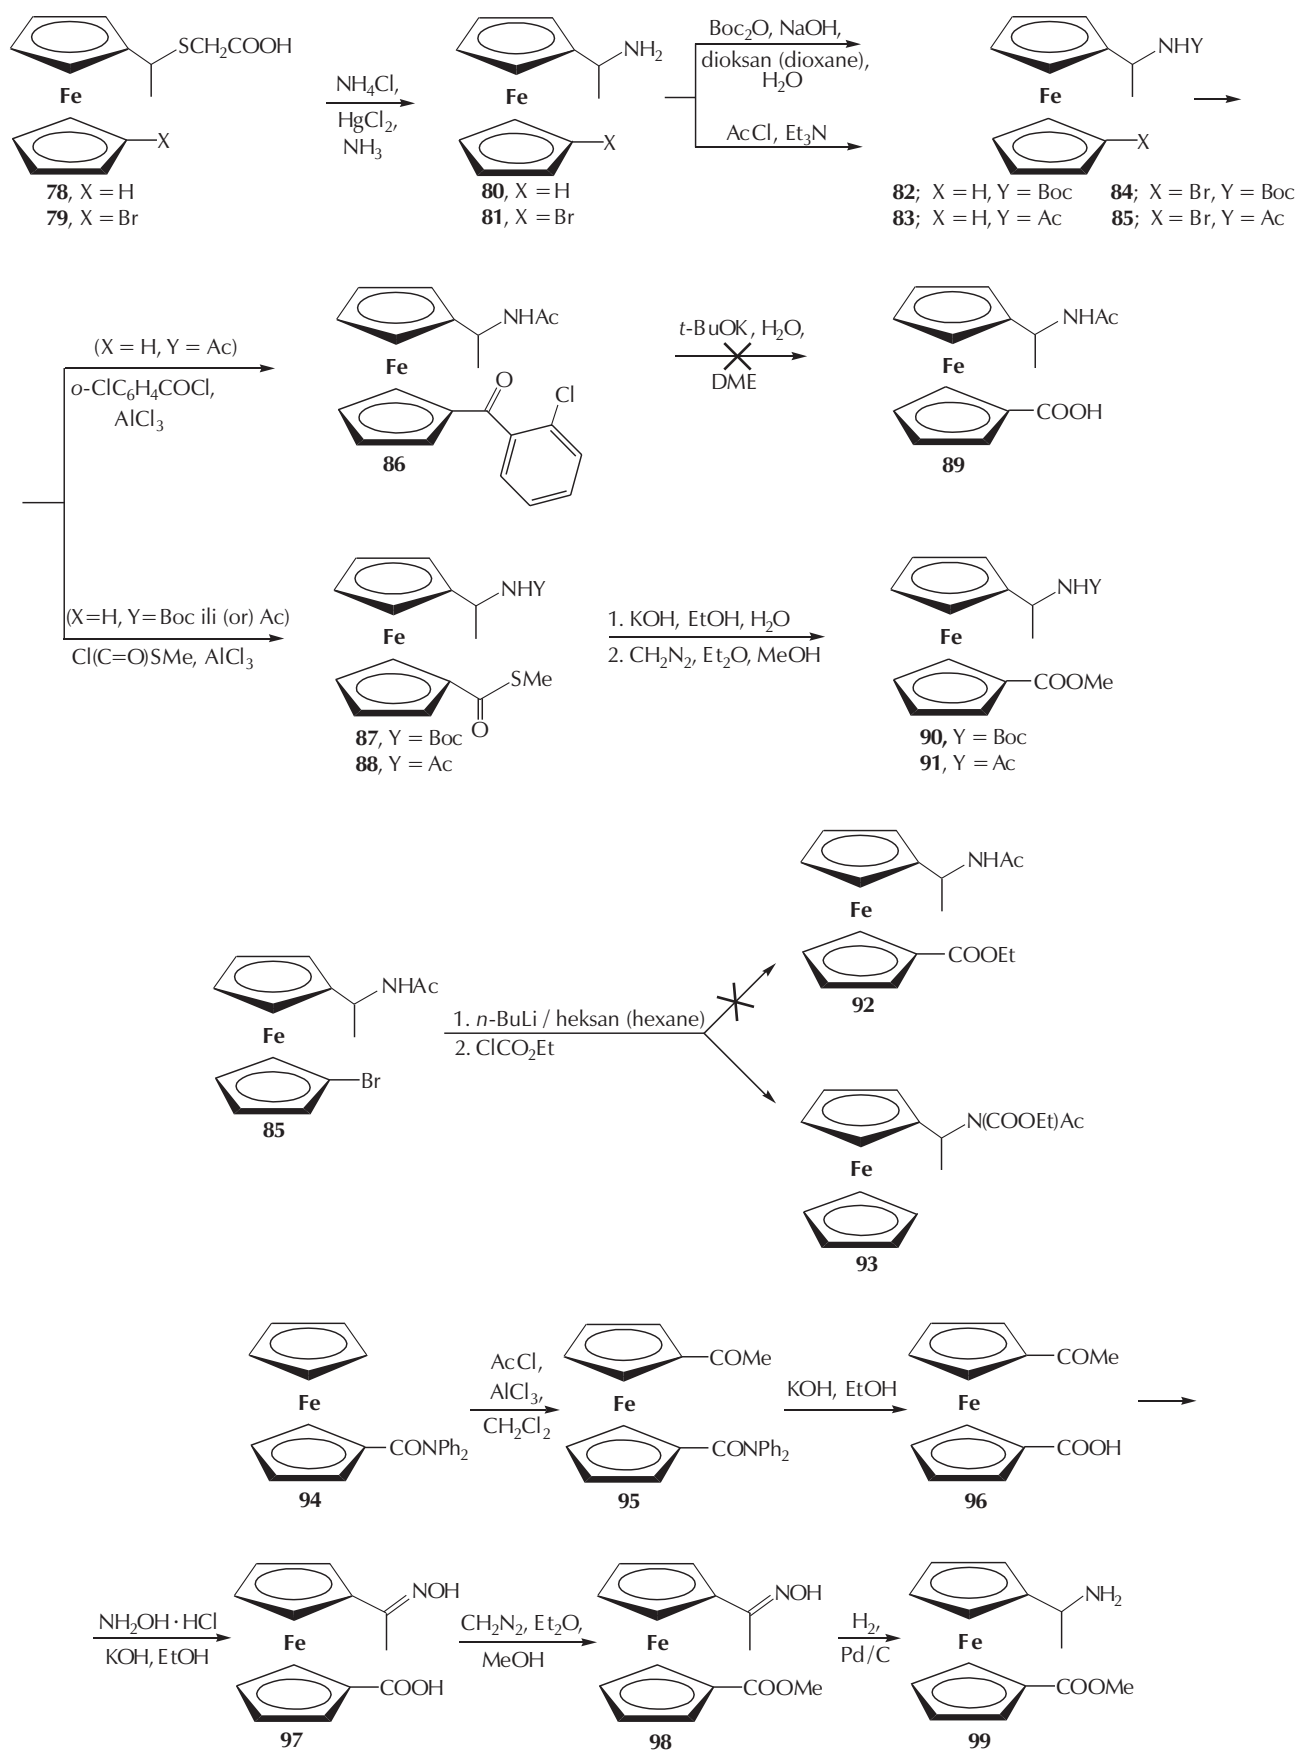 SCH₂COOH
Fe
X
78, X = H
79, X = Br
NH₄Cl,
HgCl₂,
NH₃
NH₂
Fe
X
80, X = H
81, X = Br
Boc₂O, NaOH,
dioksan (dioxane),
H₂O
AcCl, Et₃N
NHY
Fe
X
82; X = H, Y = Boc 84; X = Br, Y = Boc
83; X = H, Y = Ac 85; X = Br, Y = Ac
(X = H, Y = Ac)
o-ClC₆H₄COCl,
AlCl₃
NHAc
Fe
O
Cl
86
t-BuOK, H₂O,
DME
NHAc
Fe
COOH
89
(X=H, Y=Boc ili (or) Ac)
Cl(C=O)SMe, AlCl₃
NHY
Fe
SMe
O
87, Y = Boc
88, Y = Ac
1. KOH, EtOH, H₂O
2. CH₂N₂, Et₂O, MeOH
NHY
Fe
COOMe
90, Y = Boc
91, Y = Ac
NHAc
Fe
Br
85
1. n-BuLi / heksan (hexane)
2. ClCO₂Et
NHAc
Fe
COOEt
92
N(COOEt)Ac
Fe
93
Fe
CONPh₂
94
AcCl,
AlCl₃,
CH₂Cl₂
COMe
Fe
CONPh₂
95
KOH, EtOH
COMe
Fe
COOH
96
NH₂OH · HCl
KOH, EtOH
NOH
Fe
COOH
97
CH₂N₂, Et₂O,
MeOH
NOH
Fe
COOMe
98
H₂,
Pd/C
NH₂
Fe
COOMe
99